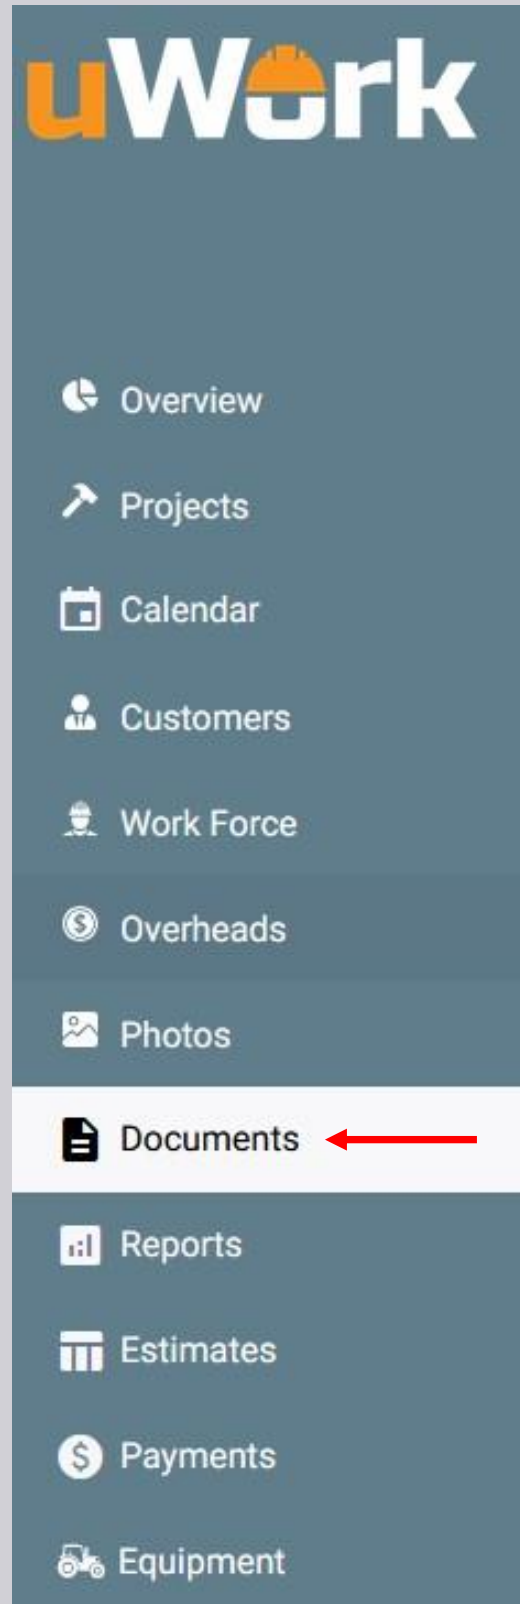 uWork
Overview
Projects
Calendar
Customers
Work Force
Overheads
Photos
Documents
Reports
Estimates
Payments
Equipment